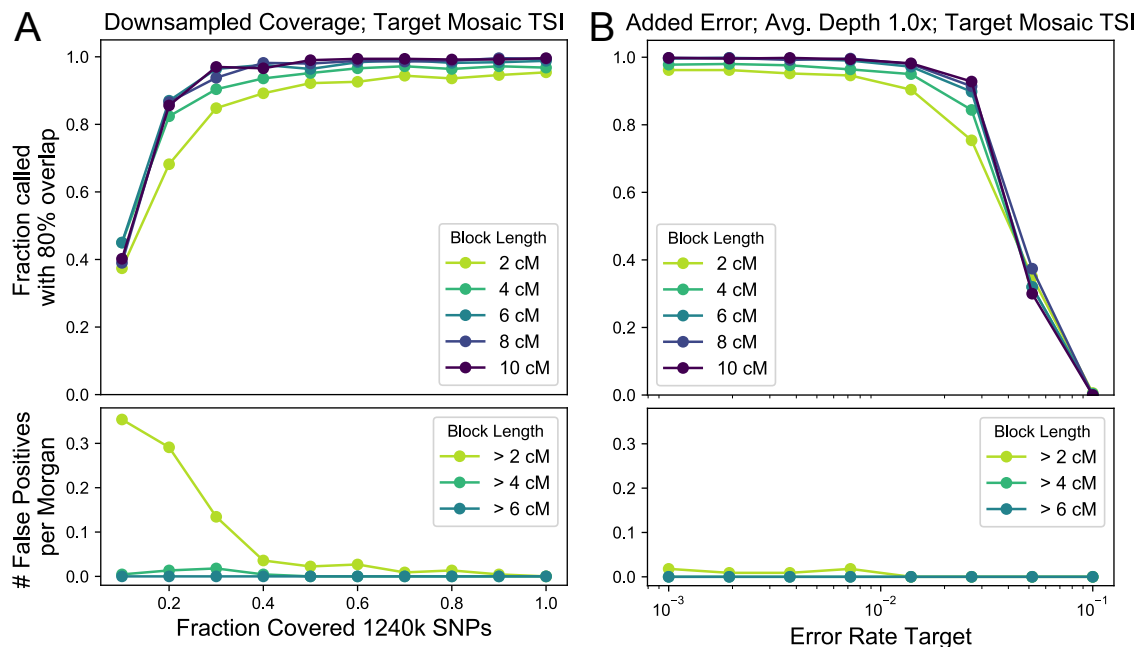 A
Downsampled Coverage; Target Mosaic TSI
Fraction called
with 80% overlap
1.0
0.8
0.6
0.4
0.2
0.0
Block Length
2 cM
4 cM
6 cM
8 cM
10 cM
# False Positives
per Morgan
0.3
0.2
0.1
0.0
Block Length
> 2 cM
> 4 cM
> 6 cM
0.2
0.4
0.6
0.8
1.0
Fraction Covered 1240k SNPs
B
Added Error; Avg. Depth 1.0x; Target Mosaic TSI
1.0
0.8
0.6
0.4
0.2
0.0
Block Length
2 cM
4 cM
6 cM
8 cM
10 cM
0.3
0.2
0.1
0.0
Block Length
> 2 cM
> 4 cM
> 6 cM
10⁻³
10⁻²
10⁻¹
Error Rate Target